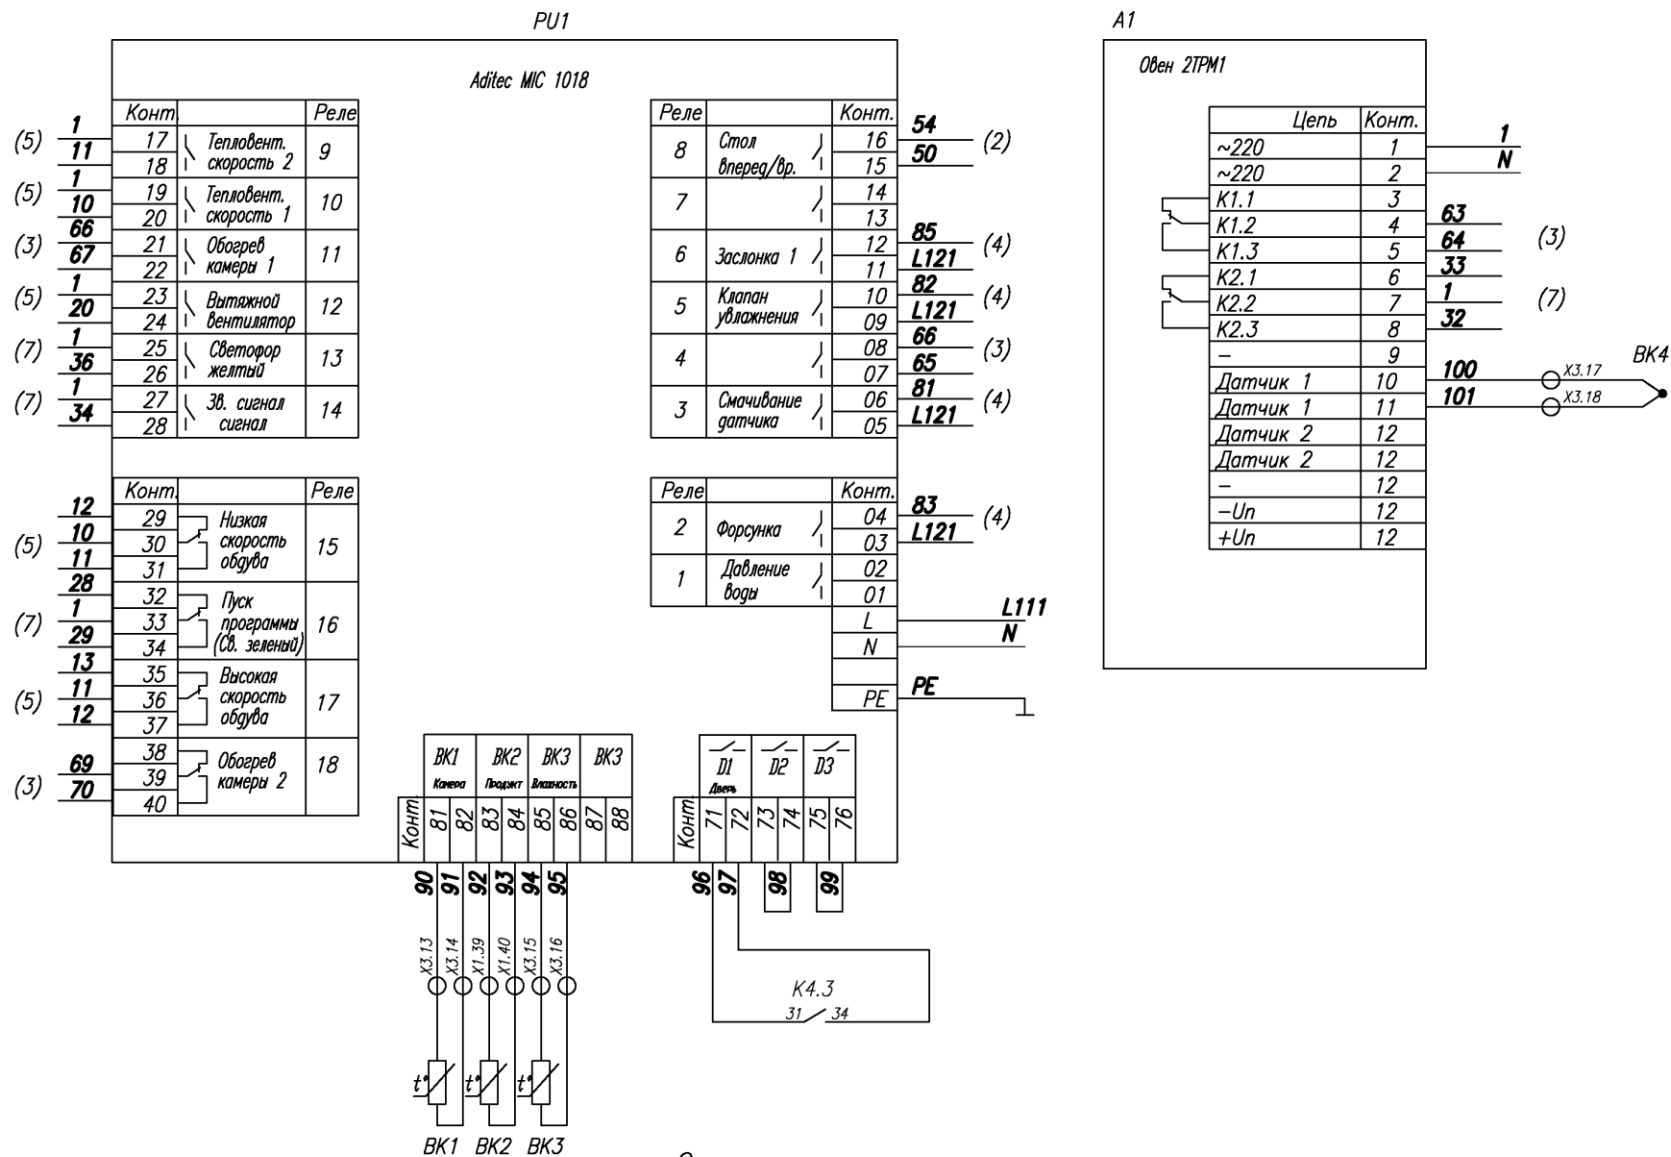 PU1
Aditec MIC 1018
Конт. Реле
(5) 1 17 Тепловент. 9
11 18 скорость 2
(5) 1 19 Тепловент. 10
10 20 скорость 1
(3) 66 21 Обогрев 11
67 22 камеры 1
(5) 1 23 Вытяжной 12
20 24 вентилятор
(7) 1 25 Светофор 13
36 26 желтый
(7) 1 27 Зв. сигнал 14
34 28 сигнал
Конт. Реле
(5) 12 29 Низкая 15
10 30 скорость
11 31 обдува
(7) 28 32 Пуск 16
1 33 программы
29 34 (Св. зеленый)
(5) 13 35 Высокая 17
11 36 скорость
12 37 обдува
38 Обогрев 18
(3) 69 39 камеры 2
70 40
Реле Конт.
8 Стол 16 54 (2)
вперед/вр. 15 50
7 14
13
6 Заслонка 1 12 85 (4)
11 L121
5 Клапан 10 82 (4)
увлажнения 09 L121
4 08 66 (3)
07 65
3 Смачивание 06 81 (4)
датчика 05 L121
Реле Конт.
2 Форсунка 04 83 (4)
03 L121
1 Давление 02
воды 01
L L111
N N
PE PE
BK1 BK2 BK3 BK3
Камера Продукт Влажность
Конт. 81 82 83 84 85 86 87 88
90 91 92 93 94 95
X3.13 X3.14 X1.39 X1.40 X3.15 X3.16
t° t° t°
BK1 BK2 BK3
D1 D2 D3
Дверь
Конт. 71 72 73 74 75 76
96 97 98 99
K4.3
31 34
A1
Овен 2ТРМ1
Цепь Конт.
~220 1 1
~220 2 N
K1.1 3
K1.2 4 63 (3)
K1.3 5 64
K2.1 6 33
K2.2 7 1 (7)
K2.3 8 32
- 9
Датчик 1 10 100 X3.17 BK4
Датчик 1 11 101 X3.18
Датчик 2 12
Датчик 2 12
- 12
-Uп 12
+Uп 12